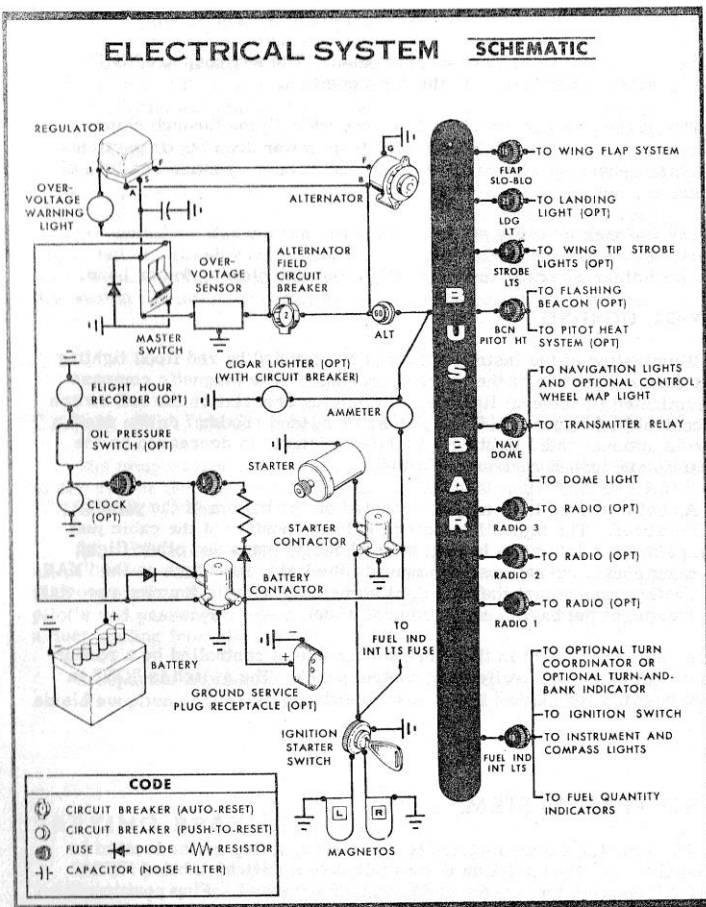 ELECTRICAL SYSTEM SCHEMATIC
REGULATOR
F
S
A
OVER-
VOLTAGE
WARNING
LIGHT
G
F
B
ALTERNATOR
MASTER
SWITCH
OVER-
VOLTAGE
SENSOR
ALTERNATOR
FIELD
CIRCUIT
BREAKER
2
60
ALT
FLIGHT HOUR
RECORDER (OPT)
OIL PRESSURE
SWITCH (OPT)
CLOCK
(OPT)
CIGAR LIGHTER (OPT)
(WITH CIRCUIT BREAKER)
AMMETER
STARTER
STARTER
CONTACTOR
BATTERY
CONTACTOR
BATTERY
GROUND SERVICE
PLUG RECEPTACLE (OPT)
TO
FUEL IND
INT LTS FUSE
IGNITION
STARTER
SWITCH
L
R
MAGNETOS
BUS BAR
FLAP
SLO-BLO
TO WING FLAP SYSTEM
LDG
LT
TO LANDING
LIGHT (OPT)
STROBE
LTS
TO WING TIP STROBE
LIGHTS (OPT)
BCN
PITOT HT
TO FLASHING
BEACON (OPT)
TO PITOT HEAT
SYSTEM (OPT)
NAV
DOME
TO NAVIGATION LIGHTS
AND OPTIONAL CONTROL
WHEEL MAP LIGHT
TO TRANSMITTER RELAY
TO DOME LIGHT
RADIO 3
TO RADIO (OPT)
RADIO 2
TO RADIO (OPT)
RADIO 1
TO RADIO (OPT)
FUEL IND
INT LTS
TO OPTIONAL TURN
COORDINATOR OR
OPTIONAL TURN-AND-
BANK INDICATOR
TO IGNITION SWITCH
TO INSTRUMENT AND
COMPASS LIGHTS
TO FUEL QUANTITY
INDICATORS
CODE
CIRCUIT BREAKER (AUTO-RESET)
CIRCUIT BREAKER (PUSH-TO-RESET)
FUSE DIODE RESISTOR
CAPACITOR (NOISE FILTER)